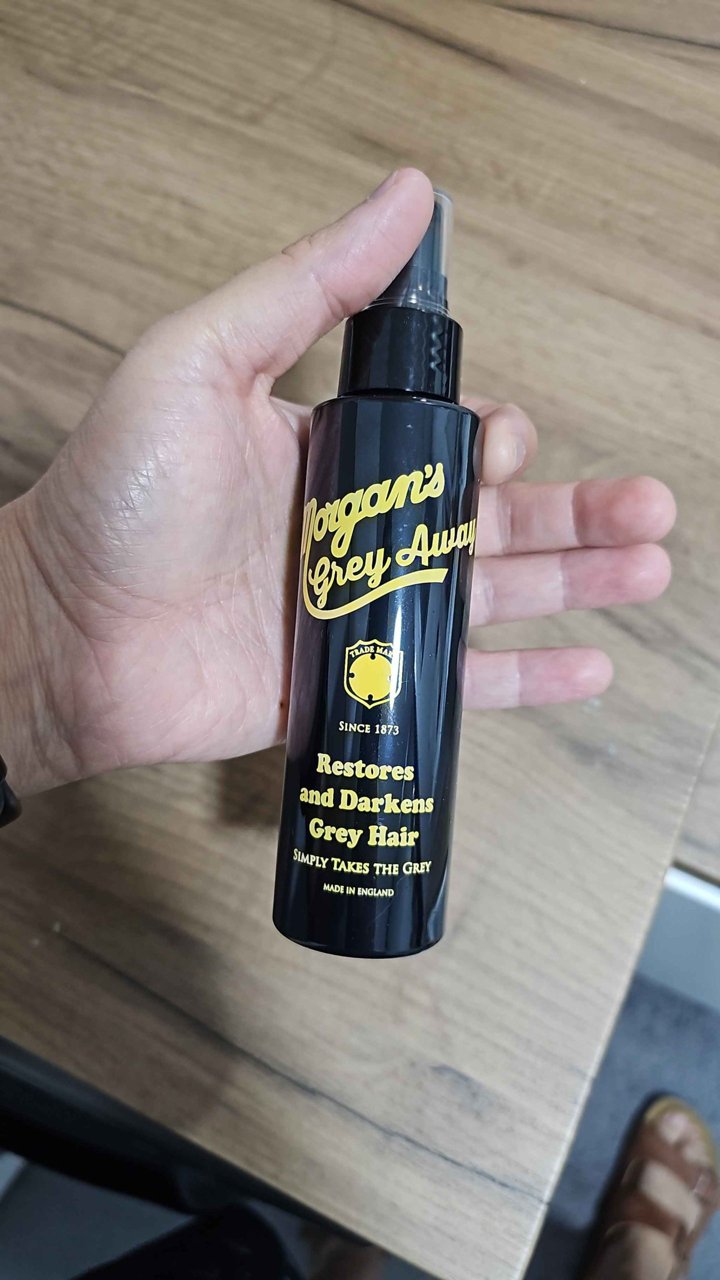 Morgan's
Grey Away
TRADE MARK
SINCE 1873
Restores
and Darkens
Grey Hair
SIMPLY TAKES THE GREY
MADE IN ENGLAND